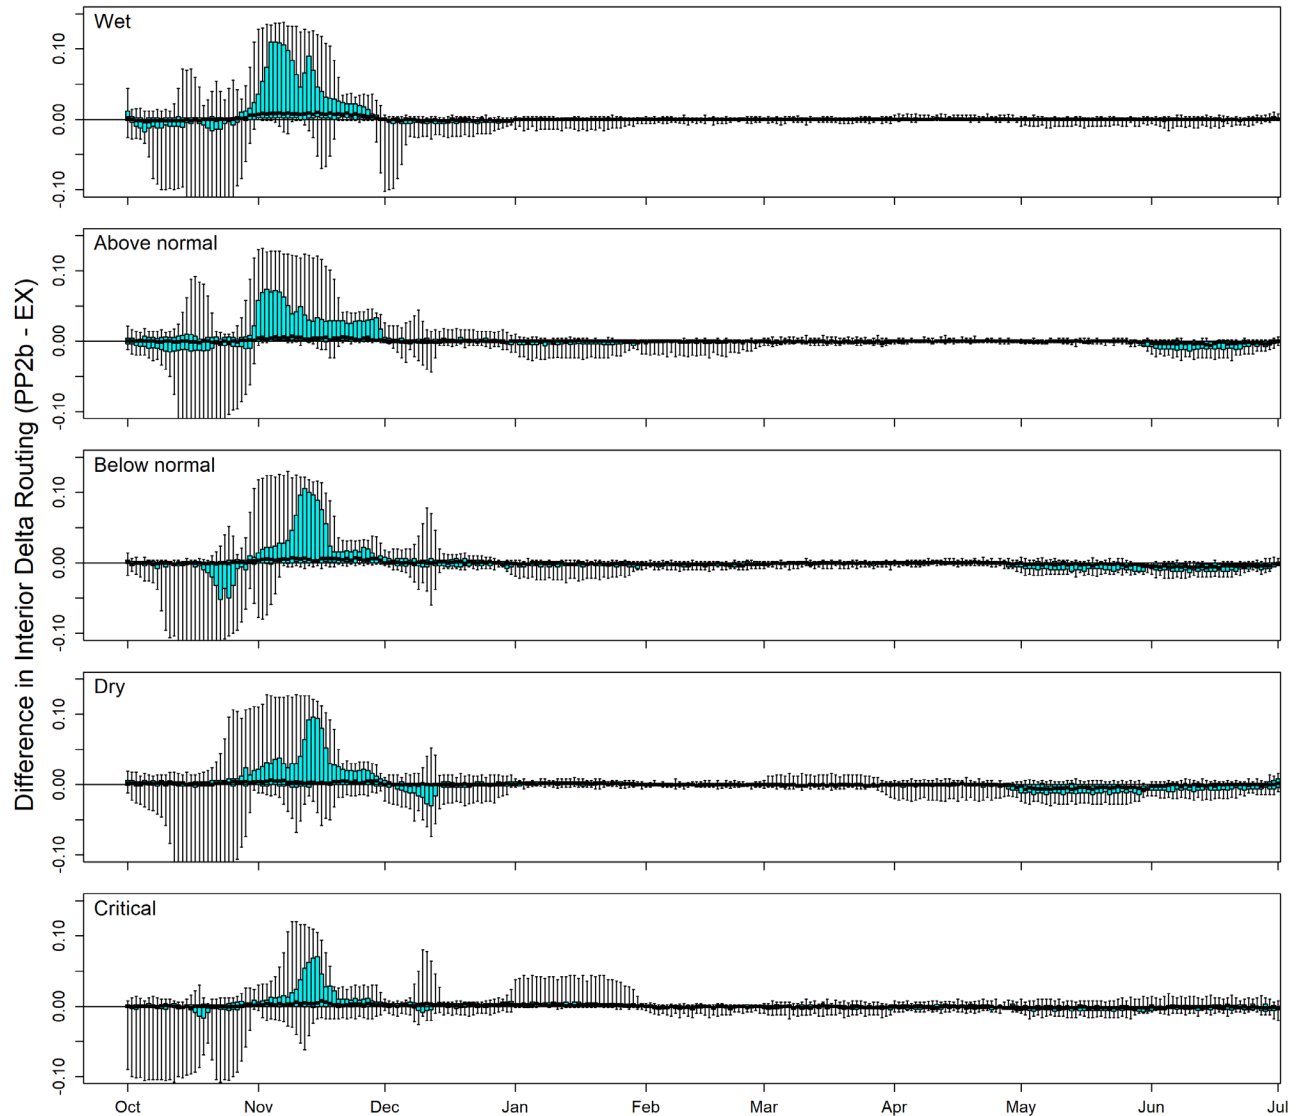 Difference in Interior Delta Routing (PP2b - EX)
Wet
0.10
0.00
-0.10
Above normal
0.10
0.00
-0.10
Below normal
0.10
0.00
-0.10
Dry
0.10
0.00
-0.10
Critical
0.10
0.00
-0.10
Oct Nov Dec Jan Feb Mar Apr May Jun Jul